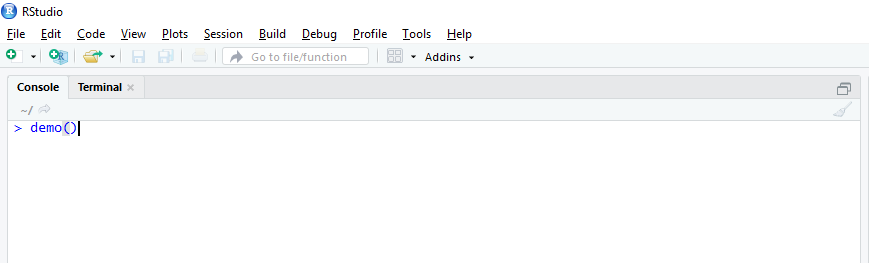 RStudio
File Edit Code View Plots Session Build Debug Profile Tools Help
Go to file/function Addins
Console Terminal
~/
> demo()